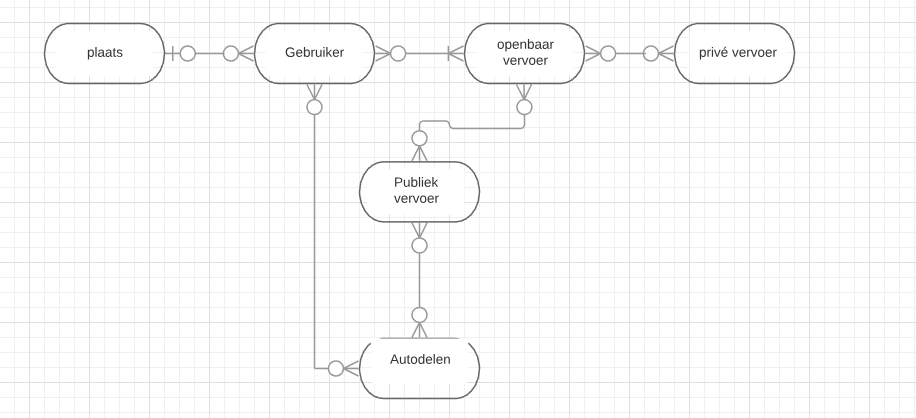 plaats
Gebruiker
openbaar
vervoer
privé vervoer
Publiek
vervoer
Autodelen